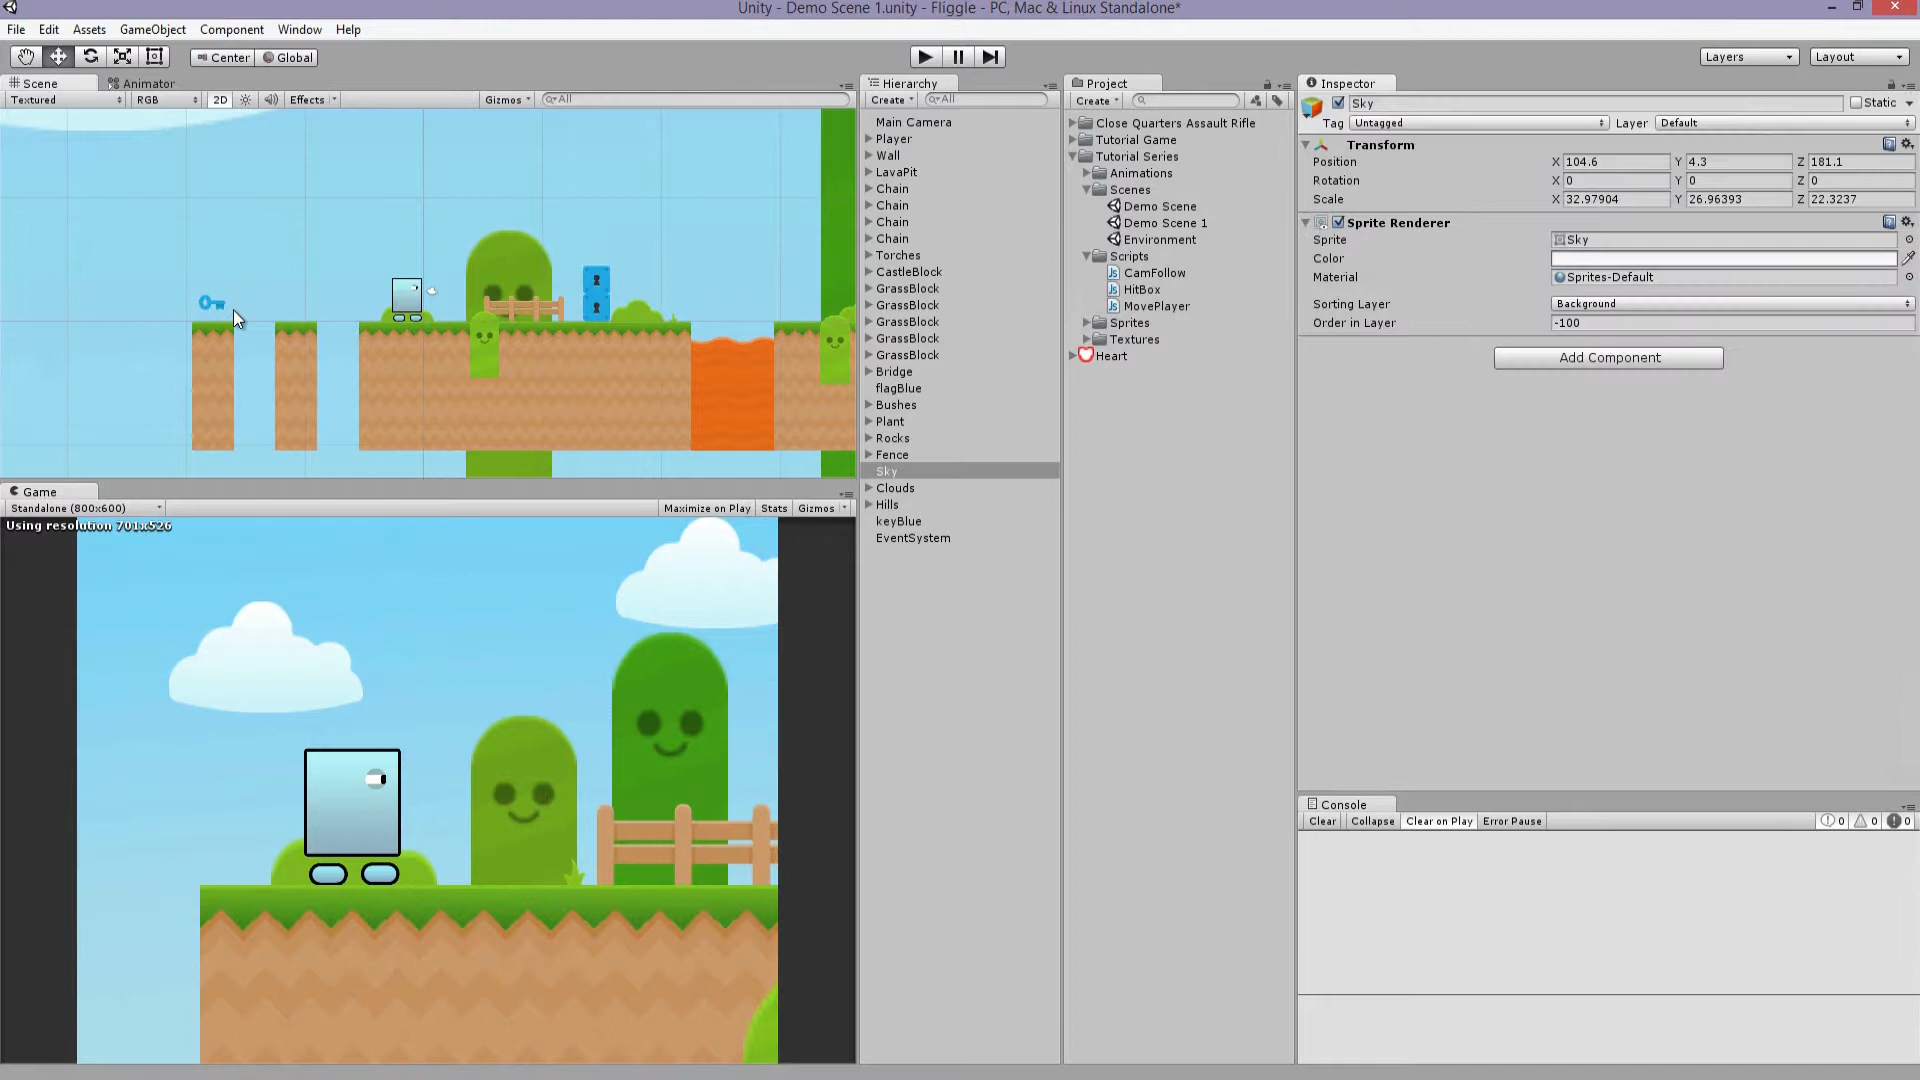 Unity - Demo Scene 1.unity - Fliggle - PC, Mac & Linux Standalone*
File Edit Assets GameObject Component Window Help
Center Global Layers Layout
Scene Animator
Textured RGB 2D Effects Gizmos All
Game
Standalone (800x600) Maximize on Play Stats Gizmos
Using resolution 701x526
Hierarchy
Create All
Main Camera
Player
Wall
LavaPit
Chain
Chain
Chain
Chain
Torches
CastleBlock
GrassBlock
GrassBlock
GrassBlock
GrassBlock
GrassBlock
Bridge
flagBlue
Bushes
Plant
Rocks
Fence
Sky
Clouds
Hills
keyBlue
EventSystem
Project
Create
Close Quarters Assault Rifle
Tutorial Game
Tutorial Series
Animations
Scenes
Demo Scene
Demo Scene 1
Environment
Scripts
Js CamFollow
Js HitBox
Js MovePlayer
Sprites
Textures
Heart
Inspector
Sky Static
Tag Untagged Layer Default
Transform
Position X 104.6 Y 4.3 Z 181.1
Rotation X 0 Y 0 Z 0
Scale X 32.97904 Y 26.96393 Z 22.3237
Sprite Renderer
Sprite Sky
Color
Material Sprites-Default
Sorting Layer Background
Order in Layer -100
Add Component
Console
Clear Collapse Clear on Play Error Pause 0 0 0